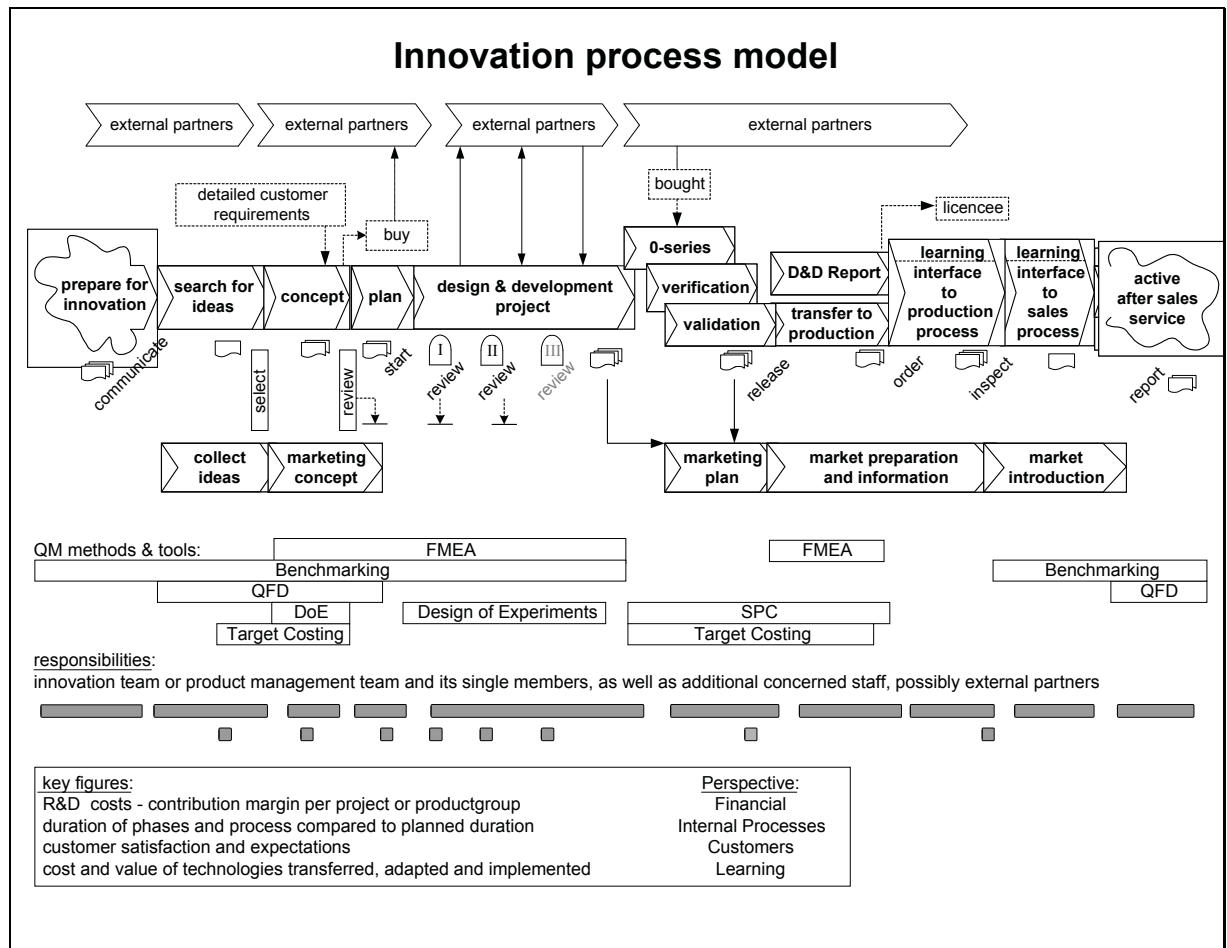 Innovation process model
external partners
external partners
external partners
external partners
detailed customer
requirements
buy
bought
licencee
prepare for
innovation
search for
ideas
concept
plan
design & development
project
0-series
verification
validation
D&D Report
transfer to
production
learning
interface
to
production
process
learning
interface
to
sales
process
active
after sales
service
communicate
select
review
start
I
review
II
review
III
review
release
order
inspect
report
collect
ideas
marketing
concept
marketing
plan
market preparation
and information
market
introduction
QM methods & tools:
FMEA
FMEA
Benchmarking
Benchmarking
QFD
QFD
DoE
Design of Experiments
SPC
Target Costing
Target Costing
responsibilities:
innovation team or product management team and its single members, as well as additional concerned staff, possibly external partners
key figures: Perspective:
R&D costs - contribution margin per project or productgroup Financial
duration of phases and process compared to planned duration Internal Processes
customer satisfaction and expectations Customers
cost and value of technologies transferred, adapted and implemented Learning